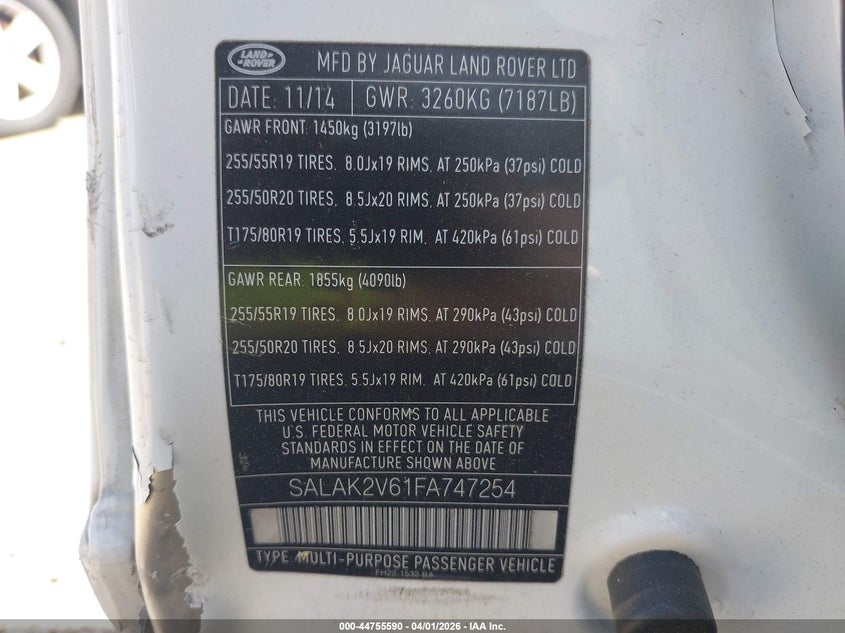 LAND ROVER
MFD BY JAGUAR LAND ROVER LTD
DATE: 11/14 GWR: 3260KG (7187LB)
GAWR FRONT: 1450kg (3197lb)
255/55R19 TIRES. 8.0Jx19 RIMS. AT 250kPa (37psi) COLD
255/50R20 TIRES. 8.5Jx20 RIMS. AT 250kPa (37psi) COLD
T175/80R19 TIRES. 5.5Jx19 RIM. AT 420kPa (61psi) COLD
GAWR REAR: 1855kg (4090lb)
255/55R19 TIRES. 8.0Jx19 RIMS. AT 290kPa (43psi) COLD
255/50R20 TIRES. 8.5Jx20 RIMS. AT 290kPa (43psi) COLD
T175/80R19 TIRES. 5.5Jx19 RIM. AT 420kPa (61psi) COLD
THIS VEHICLE CONFORMS TO ALL APPLICABLE
U.S. FEDERAL MOTOR VEHICLE SAFETY
STANDARDS IN EFFECT ON THE DATE OF
MANUFACTURE SHOWN ABOVE
SALAK2V61FA747254
TYPE: MULTI-PURPOSE PASSENGER VEHICLE
FH22-1532-BA
000-44755590 - 04/01/2026 - IAA Inc.